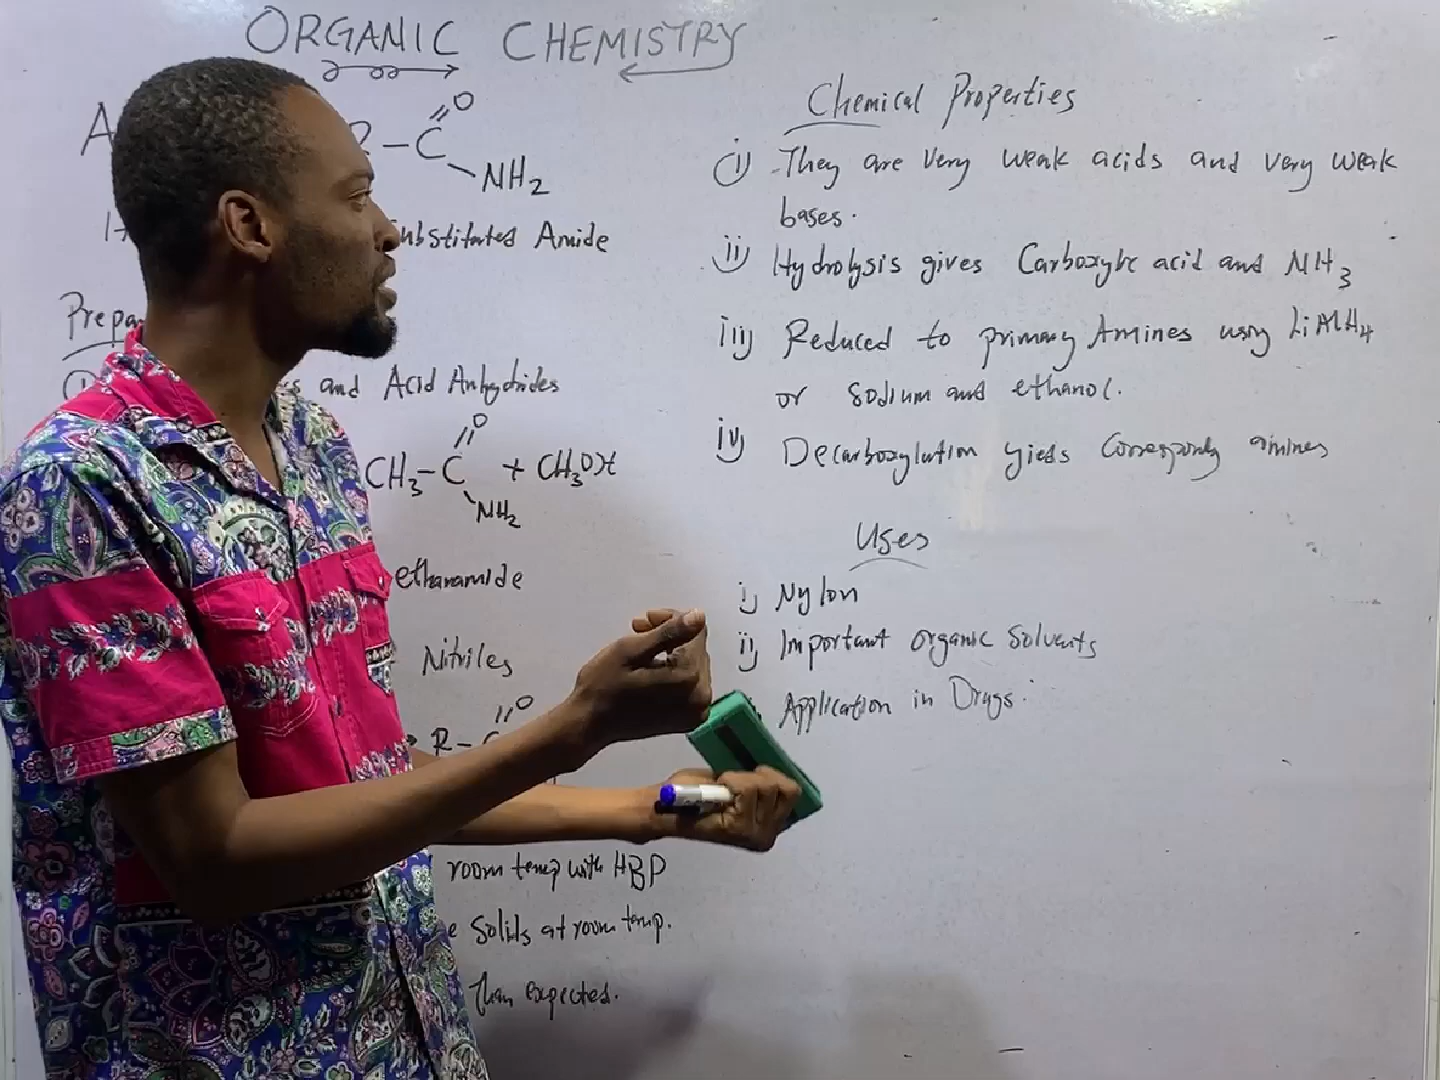 ORGANIC CHEMISTRY
A
R-C
O
NH2
ubstituted Amide
Prepa
and Acid Anhydrides
CH3-C + CH3OH
O
NH2
ethanamide
Nitriles
R-
O
room temp with HBP
e Solids at room temp.
Than expected.
Chemical Properties
i) They are very weak acids and very weak
bases.
ii) Hydrolysis gives Carboxylic acid and NH3
iii) Reduced to primary Amines using LiAlH4
or sodium and ethanol.
iv) Decarboxylation yields amines
Uses
i) Nylon
ii) Important organic Solvents
Application in Drugs.